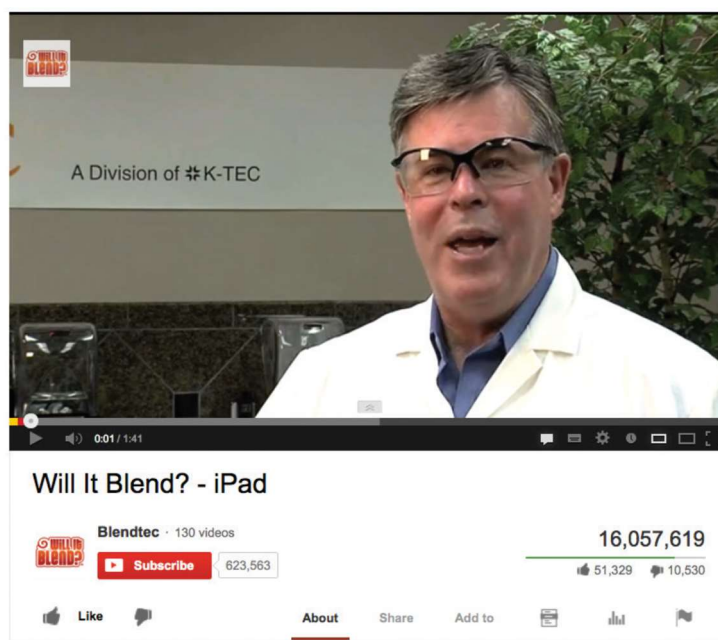 WILL IT
BLEND?
A Division of K-TEC
0:01 / 1:41
Will It Blend? - iPad
Blendtec · 130 videos
16,057,619
WILL IT
BLEND?
Subscribe
623,563
51,329
10,530
Like
About
Share
Add to